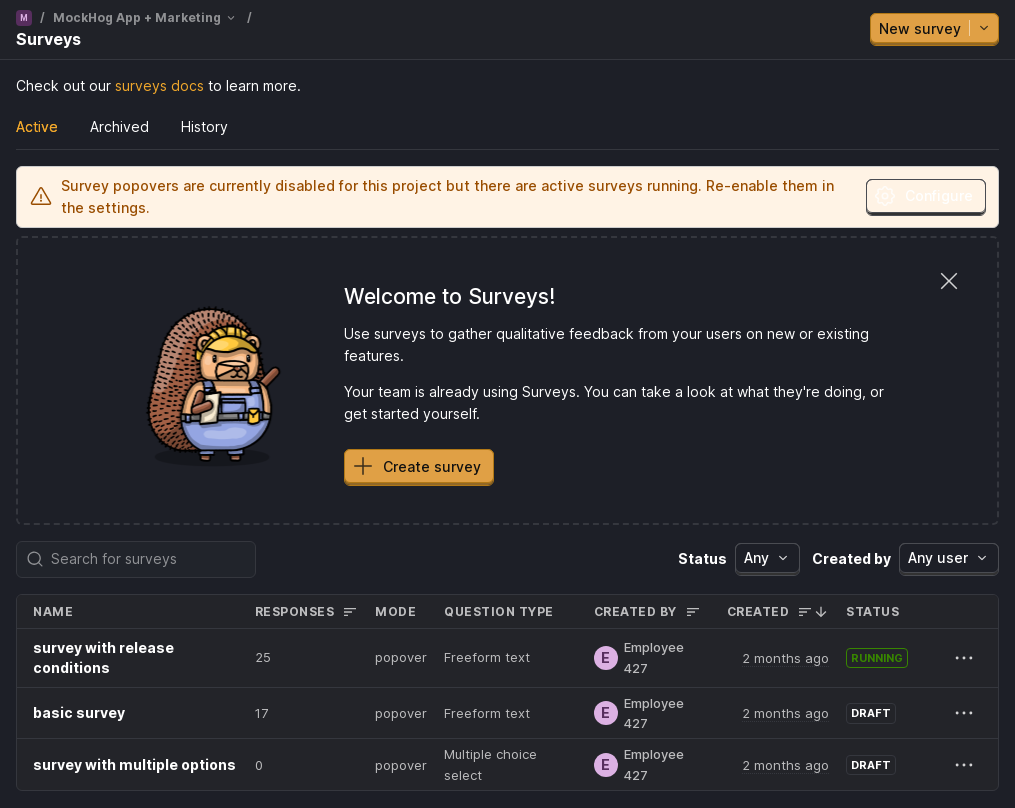 M / MockHog App + Marketing /
Surveys
New survey
Check out our surveys docs to learn more.
Active Archived History
Survey popovers are currently disabled for this project but there are active surveys running. Re-enable them in
the settings.
Configure
Welcome to Surveys!
Use surveys to gather qualitative feedback from your users on new or existing
features.
Your team is already using Surveys. You can take a look at what they're doing, or
get started yourself.
Create survey
Search for surveys
Status Any Created by Any user
NAME RESPONSES MODE QUESTION TYPE CREATED BY CREATED STATUS
survey with release
conditions
25 popover Freeform text E Employee
427
2 months ago RUNNING
basic survey 17 popover Freeform text E Employee
427
2 months ago DRAFT
survey with multiple options 0 popover Multiple choice
select
E Employee
427
2 months ago DRAFT